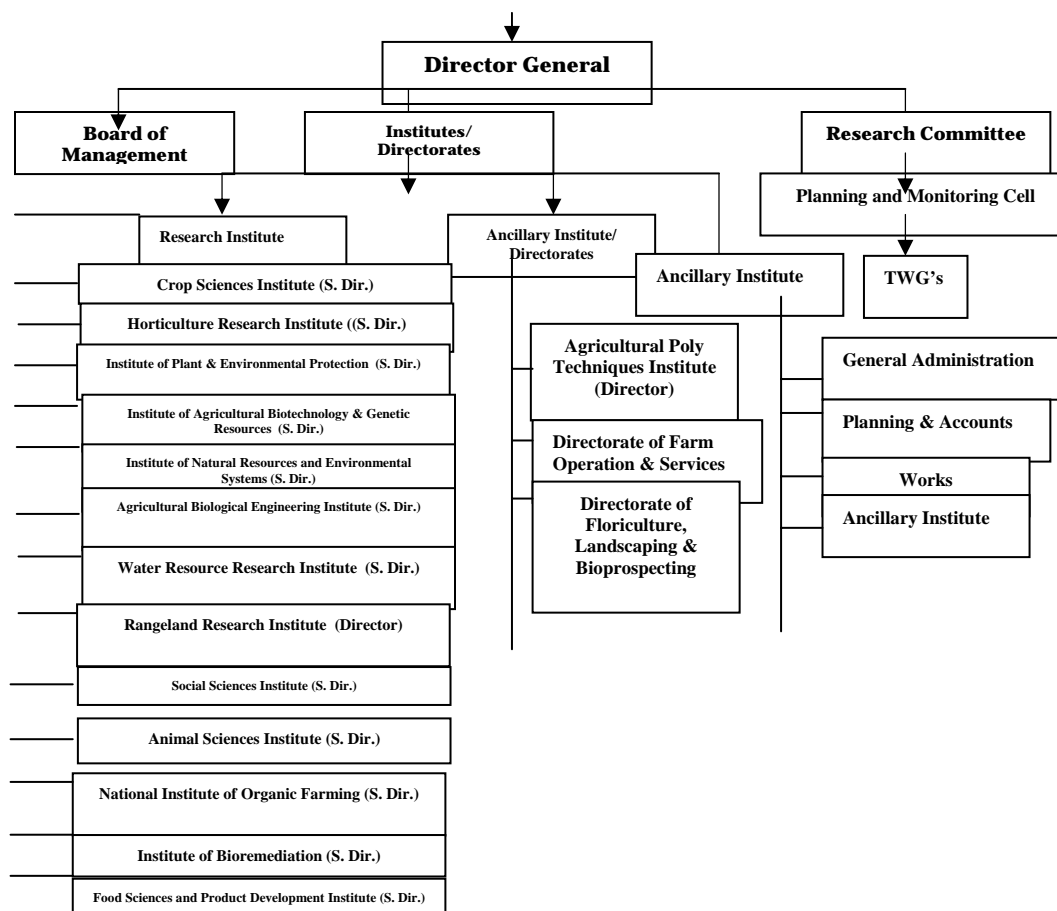 Director General
Board of
Management
Institutes/
Directorates
Research Committee
Planning and Monitoring Cell
TWG's
Research Institute
Crop Sciences Institute (S. Dir.)
Horticulture Research Institute ((S. Dir.)
Institute of Plant & Environmental Protection (S. Dir.)
Institute of Agricultural Biotechnology & Genetic
Resources (S. Dir.)
Institute of Natural Resources and Environmental
Systems (S. Dir.)
Agricultural Biological Engineering Institute (S. Dir.)
Water Resource Research Institute (S. Dir.)
Rangeland Research Institute (Director)
Social Sciences Institute (S. Dir.)
Animal Sciences Institute (S. Dir.)
National Institute of Organic Farming (S. Dir.)
Institute of Bioremediation (S. Dir.)
Food Sciences and Product Development Institute (S. Dir.)
Ancillary Institute/
Directorates
Agricultural Poly
Techniques Institute
(Director)
Directorate of Farm
Operation & Services
Directorate of
Floriculture,
Landscaping &
Bioprospecting
Ancillary Institute
General Administration
Planning & Accounts
Works
Ancillary Institute